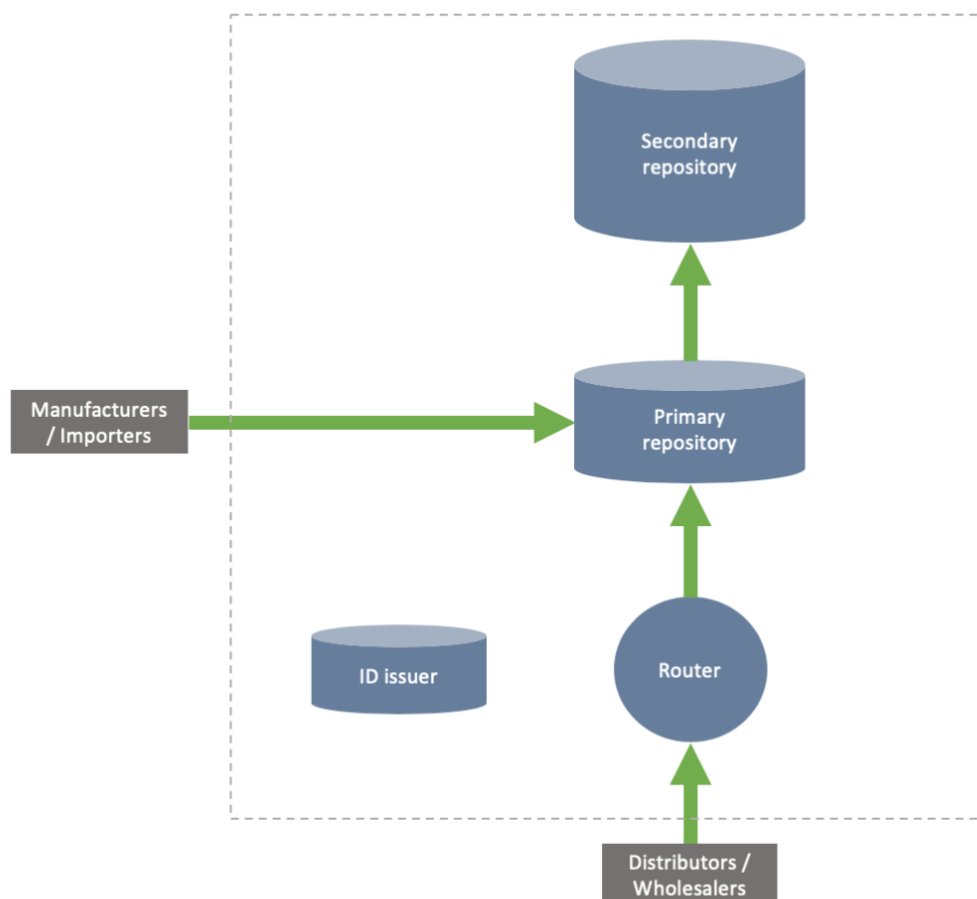 Secondary
repository
Manufacturers
/ Importers
Primary
repository
ID issuer
Router
Distributors /
Wholesalers